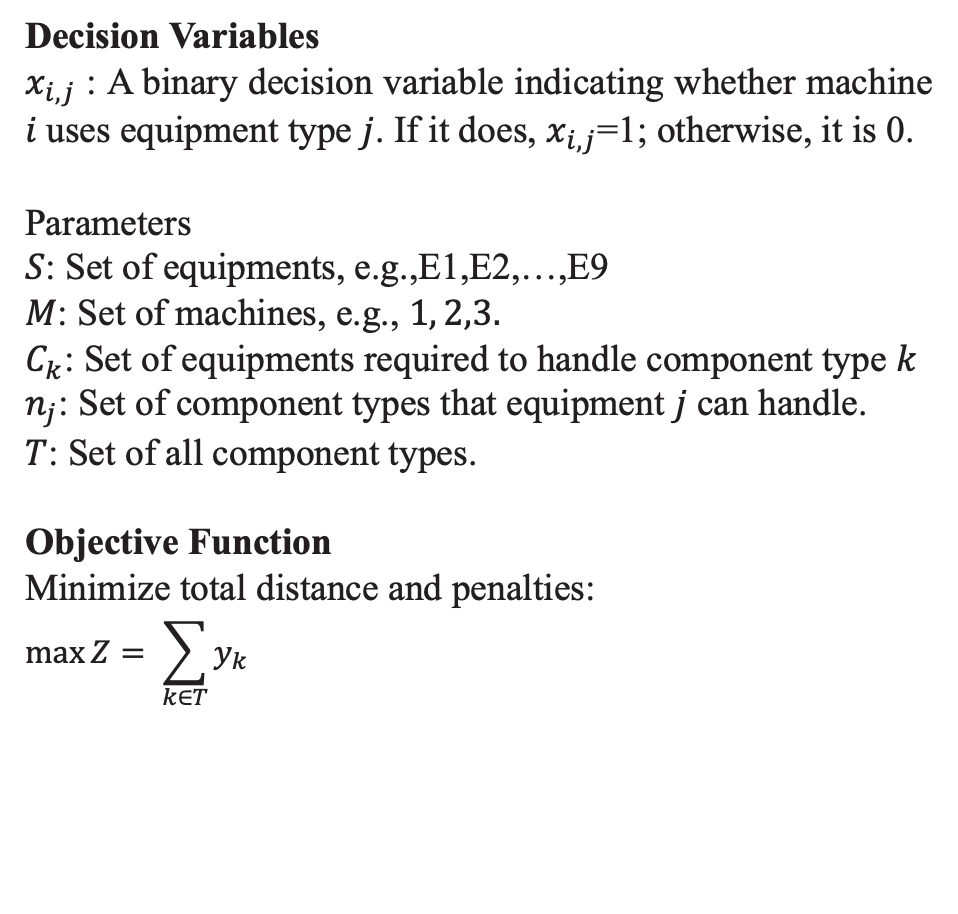 Decision Variables
x_{i,j} : A binary decision variable indicating whether machine
i uses equipment type j. If it does, x_{i,j}=1; otherwise, it is 0.
Parameters
S: Set of equipments, e.g.,E1,E2,…,E9
M: Set of machines, e.g., 1, 2,3.
C_k: Set of equipments required to handle component type k
n_j: Set of component types that equipment j can handle.
T: Set of all component types.
Objective Function
Minimize total distance and penalties:
max Z = ∑_{k∈T} y_k